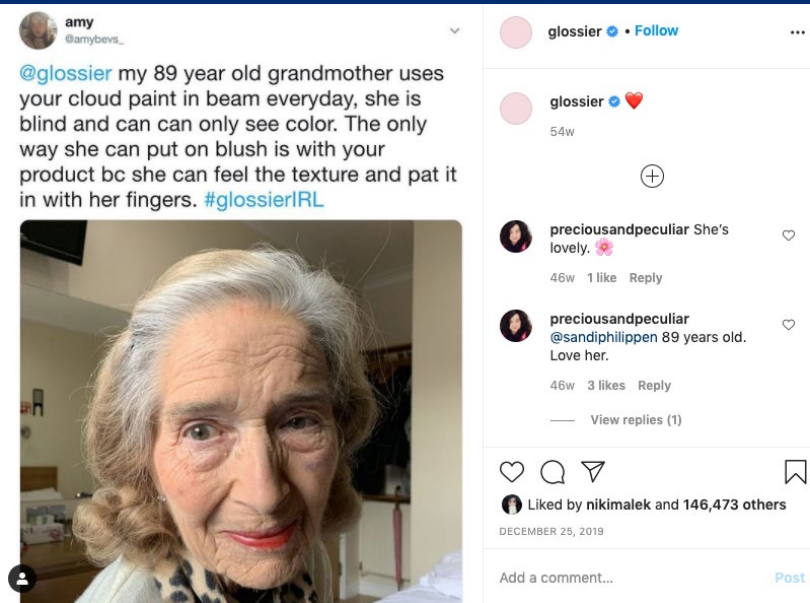 amy
@amybevs_
@glossier my 89 year old grandmother uses
your cloud paint in beam everyday, she is
blind and can can only see color. The only
way she can put on blush is with your
product bc she can feel the texture and pat it
in with her fingers. #glossierIRL
glossier • Follow
glossier ❤️
54w
preciousandpeculiar She's
lovely. 🌸
46w 1 like Reply
preciousandpeculiar
@sandiphilippen 89 years old.
Love her.
46w 3 likes Reply
View replies (1)
Liked by nikimalek and 146,473 others
DECEMBER 25, 2019
Add a comment...
Post